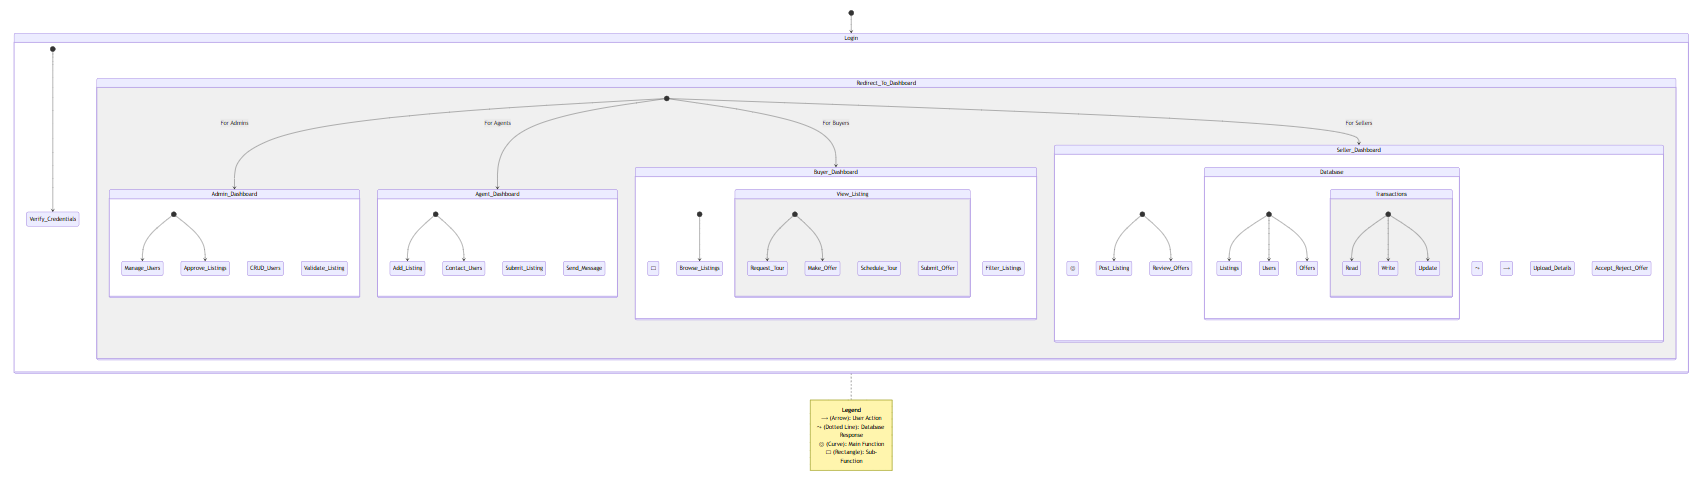 Login
Redirect_To_Dashboard
For Admins
For Agents
For Buyers
For Sellers
Seller_Dashboard
Buyer_Dashboard
Database
Admin_Dashboard
Agent_Dashboard
View_Listing
Transactions
Verify_Credentials
Manage_Users
Approve_Listings
CRUD_Users
Validate_Listing
Add_Listing
Contact_Users
Submit_Listing
Send_Message
□
Browse_Listings
Request_Tour
Make_Offer
Schedule_Tour
Submit_Offer
Filter_Listings
◎
Post_Listing
Review_Offers
Listings
Users
Offers
Read
Write
Update
⤳
⟶
Upload_Details
Accept_Reject_Offer
Legend
⟶ (Arrow): User Action
⤳ (Dotted Line): Database
Response
◎ (Curve): Main Function
□ (Rectangle): Sub-
Function